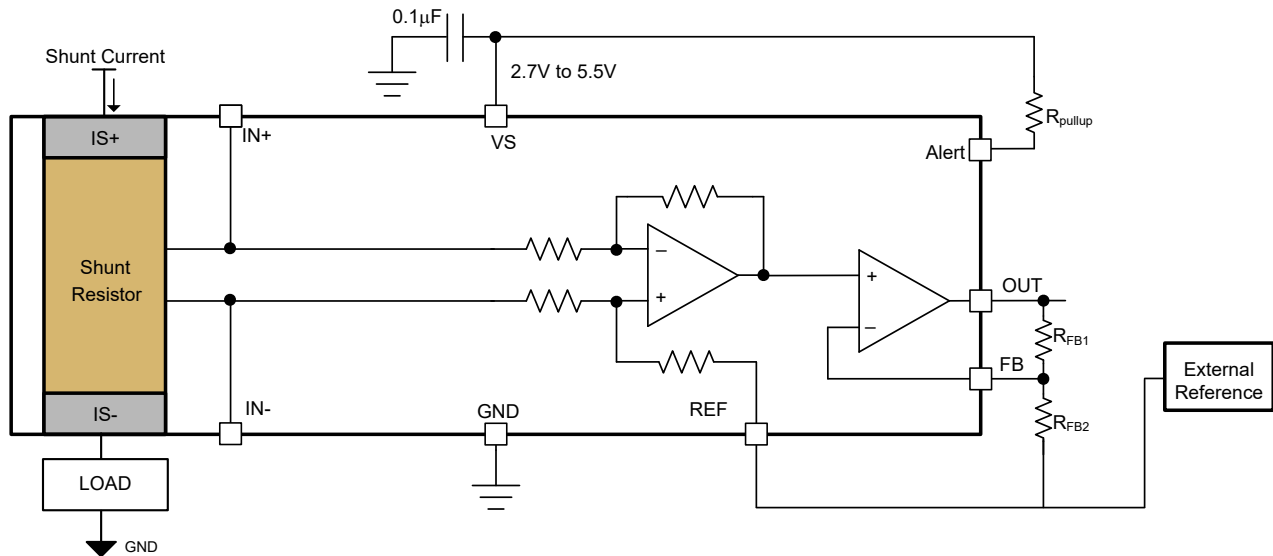 0.1μF
Shunt Current
2.7V to 5.5V
IS+
IN+
VS
Rpullup
Alert
−
+
Shunt
Resistor
+
−
OUT
RFB1
FB
External
Reference
IS-
IN-
GND
REF
RFB2
LOAD
GND